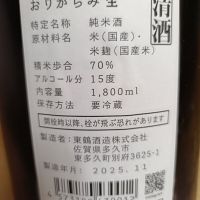 おりがらみ 生
清酒
特定名称 純米酒
原材料名 米(国産)・
米麹(国産米)
精米歩合 70%
アルコール分 15度
内容量 1,800ml
保存方法 要冷蔵
開栓時以後、栓が飛ぶ恐れがあります
製造者:東鶴酒造株式会社
佐賀県多久市
東多久町別府3625-1
製造年月:2025.11